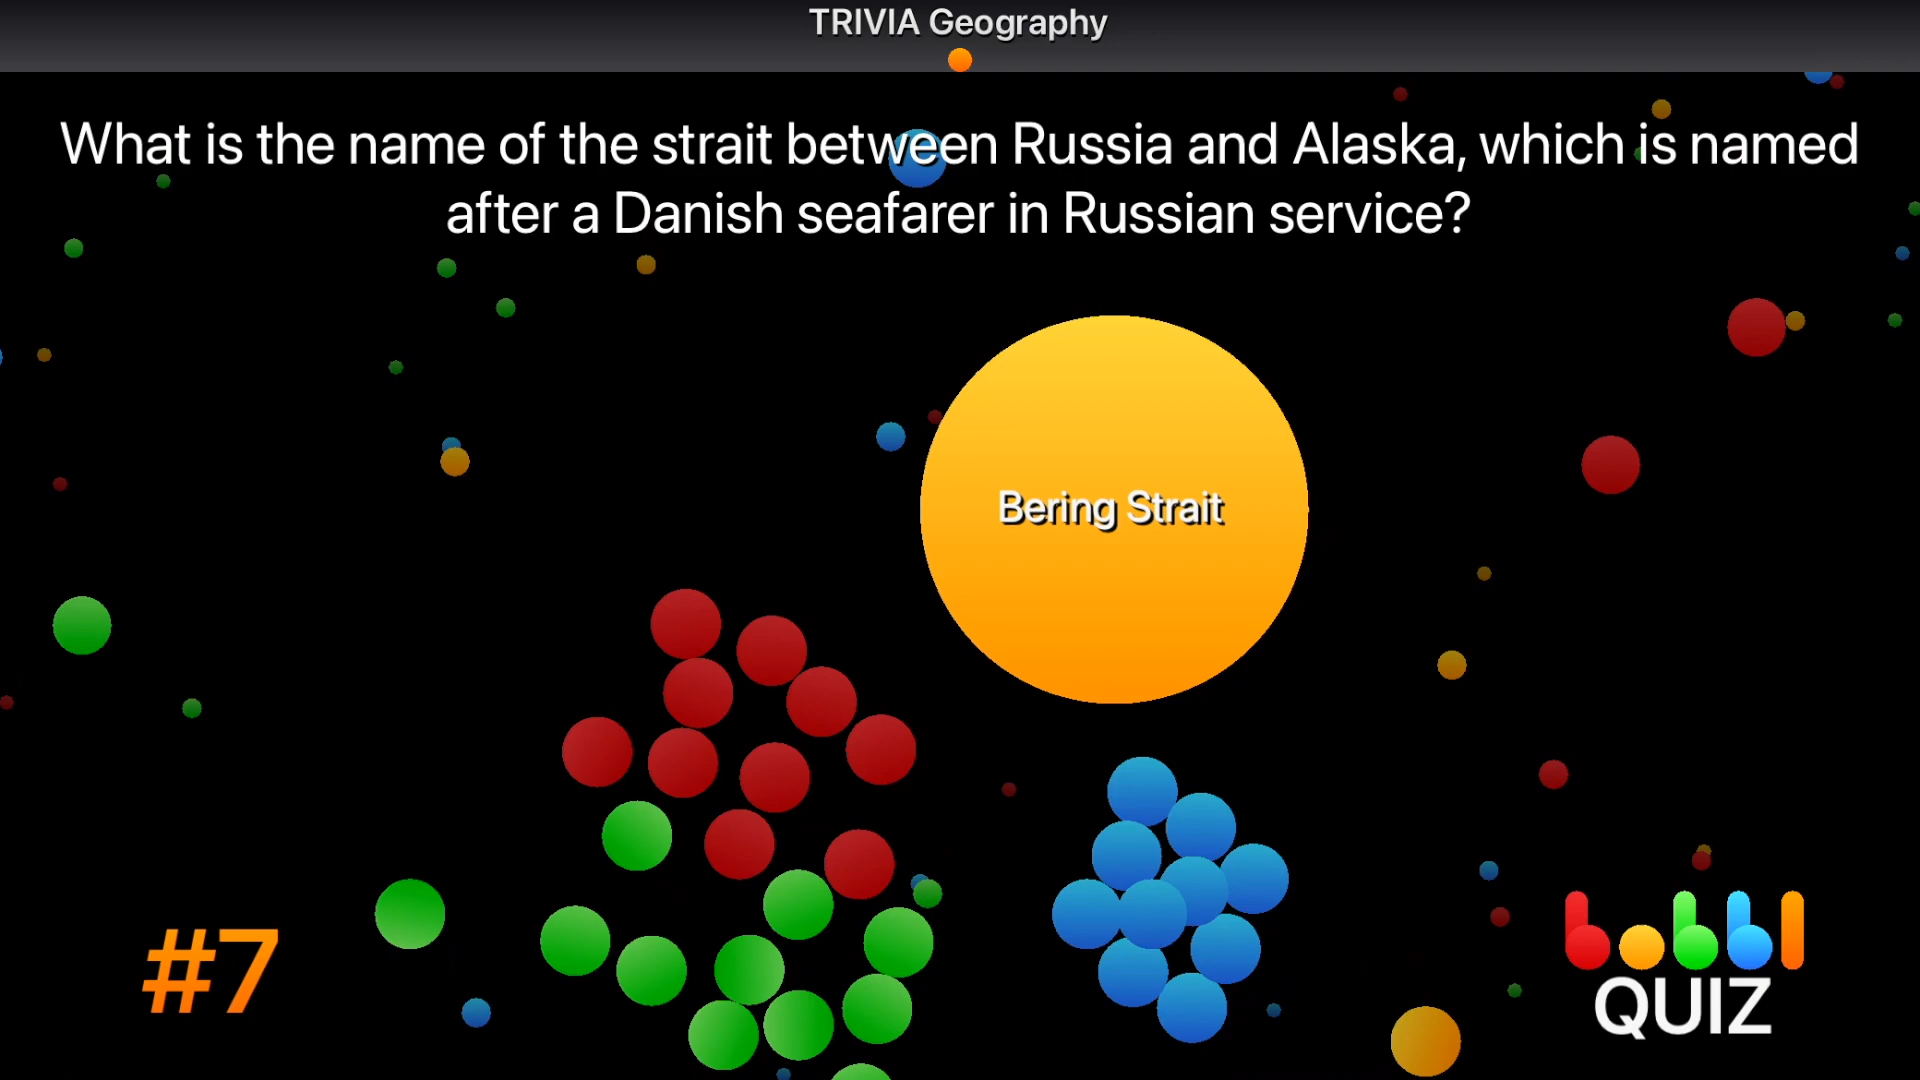 TRIVIA Geography
What is the name of the strait between Russia and Alaska, which is named
after a Danish seafarer in Russian service?
Bering Strait
#7
bobbl
QUIZ